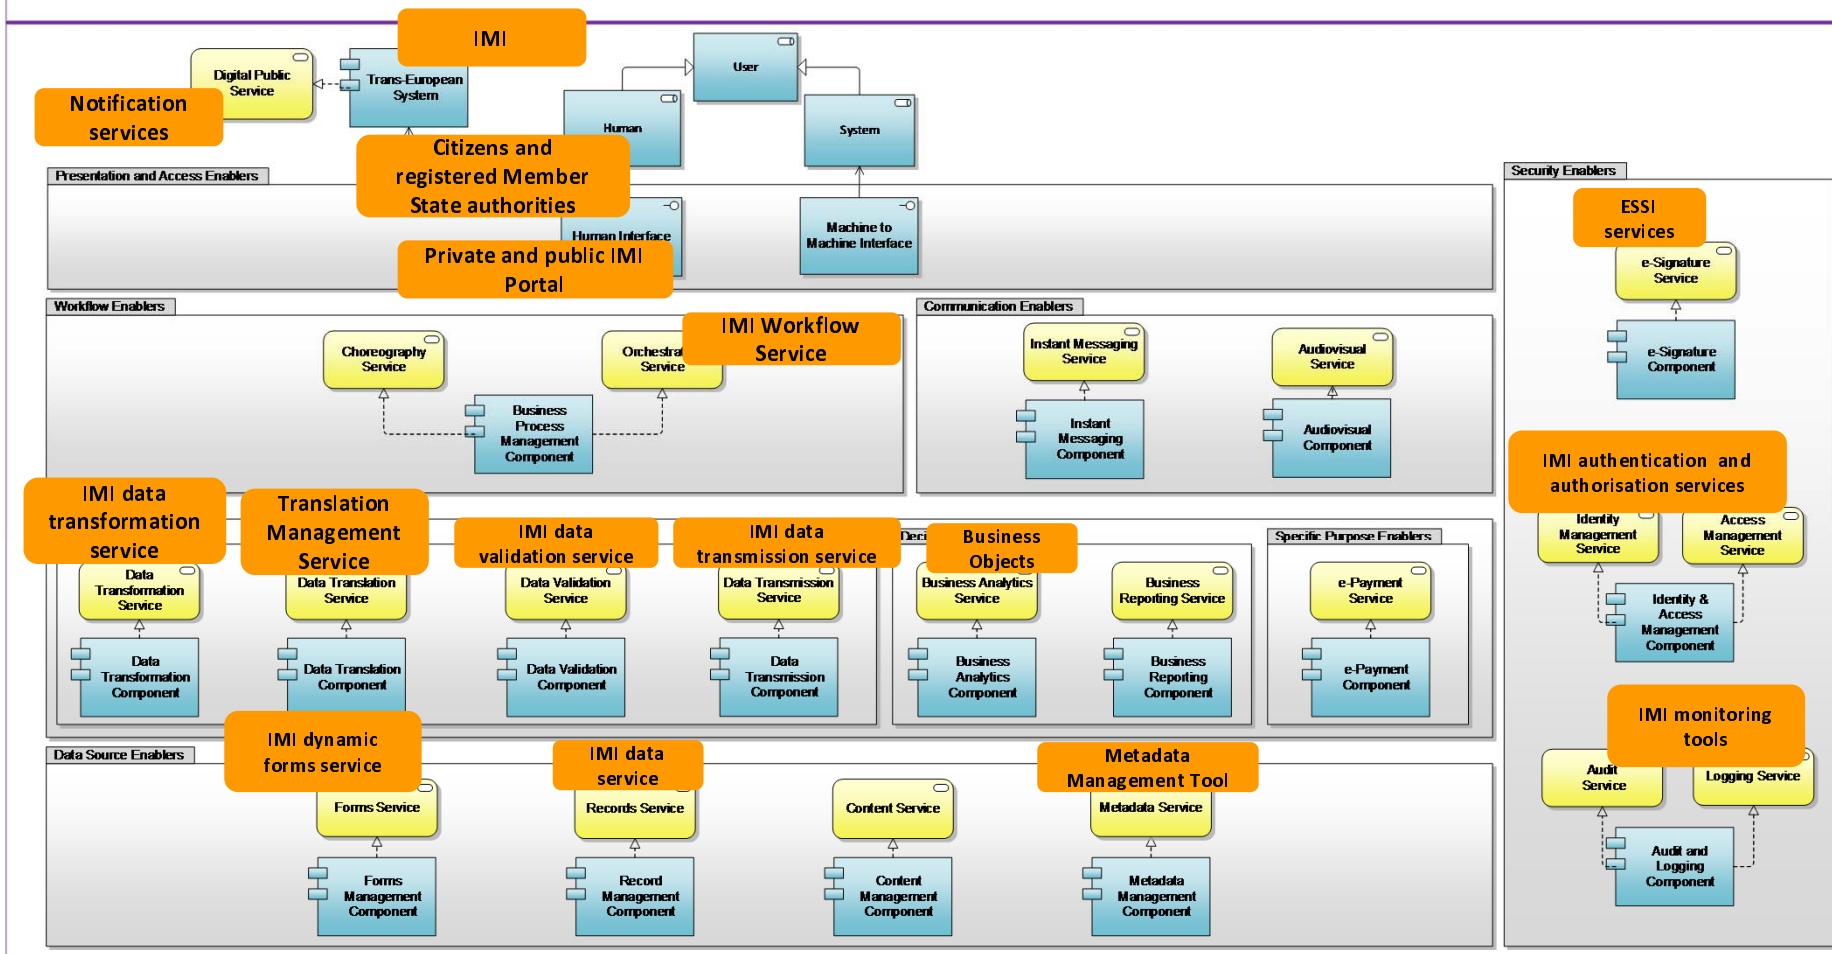 IMI
Digital Public
Service
Trans-European
System
User
Notification
services
Human
System
Citizens and
registered Member
State authorities
Presentation and Access Enablers
Human Interface
Machine to
Machine Interface
Private and public IMI
Portal
Workflow Enablers
Choreography
Service
Service
IMI Workflow
Service
Business
Process
Management
Component
Communication Enablers
Instant Messaging
Service
Audiovisual
Service
Instant
Messaging
Component
Audiovisual
Component
IMI data
transformation
service
Translation
Management
Service
IMI data
validation service
IMI data
transmission service
Business
Objects
Specific Purpose Enablers
Data
Transformation
Service
Data Translation
Service
Data Validation
Service
Data Transmission
Service
Business Analytics
Service
Business
Reporting Service
e-Payment
Service
Data
Transformation
Component
Data Translation
Component
Data Validation
Component
Data
Transmission
Component
Business
Analytics
Component
Business
Reporting
Component
e-Payment
Component
Data Source Enablers
IMI dynamic
forms service
IMI data
service
Metadata
Management Tool
Forms Service
Records Service
Content Service
Metadata Service
Forms
Management
Component
Record
Management
Component
Content
Management
Component
Metadata
Management
Component
Security Enablers
ESSI
services
e-Signature
Service
e-Signature
Component
IMI authentication and
authorisation services
Identity
Management
Service
Access
Management
Service
Identity &
Access
Management
Component
IMI monitoring
tools
Audit
Service
Logging Service
Audit and
Logging
Component